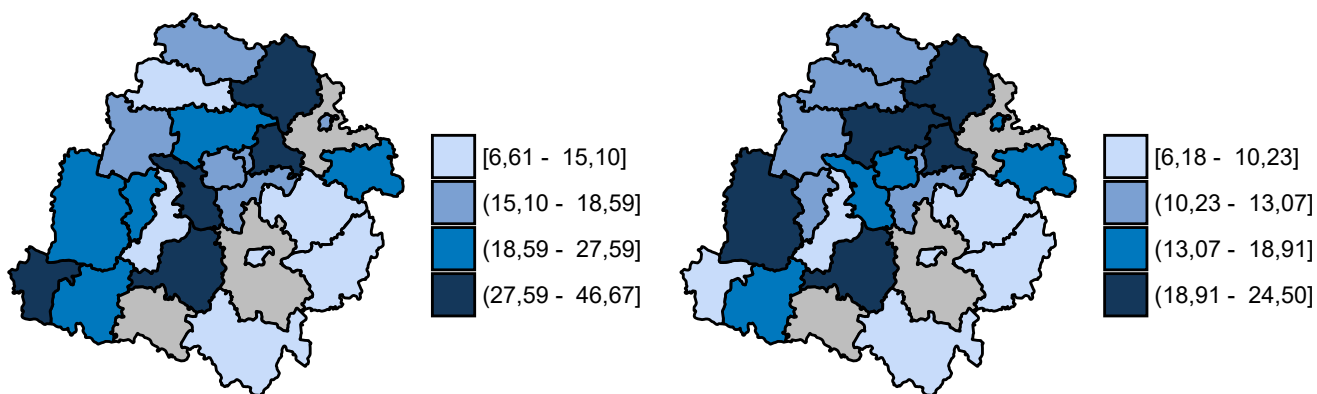 [6,61 - 15,10]
(15,10 - 18,59]
(18,59 - 27,59]
(27,59 - 46,67]
[6,18 - 10,23]
(10,23 - 13,07]
(13,07 - 18,91]
(18,91 - 24,50]